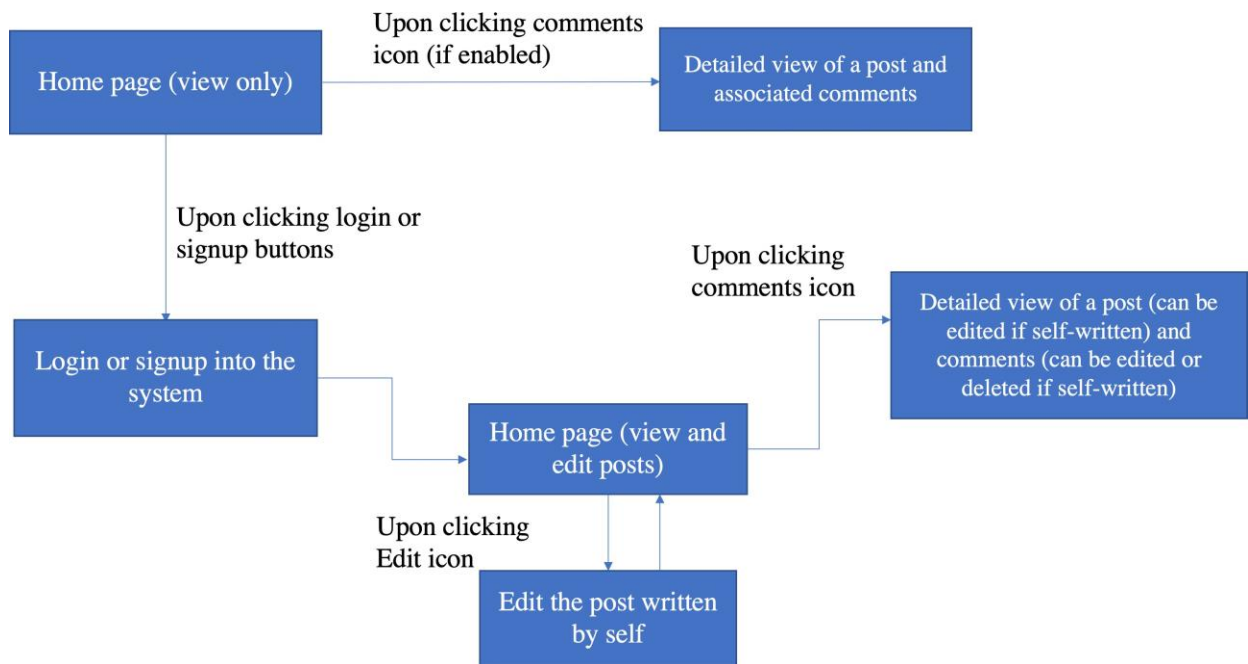 Upon clicking comments
icon (if enabled)
Home page (view only)
Detailed view of a post and
associated comments
Upon clicking login or
signup buttons
Upon clicking
comments icon
Detailed view of a post (can be
edited if self-written) and
comments (can be edited or
deleted if self-written)
Login or signup into the
system
Home page (view and
edit posts)
Upon clicking
Edit icon
Edit the post written
by self